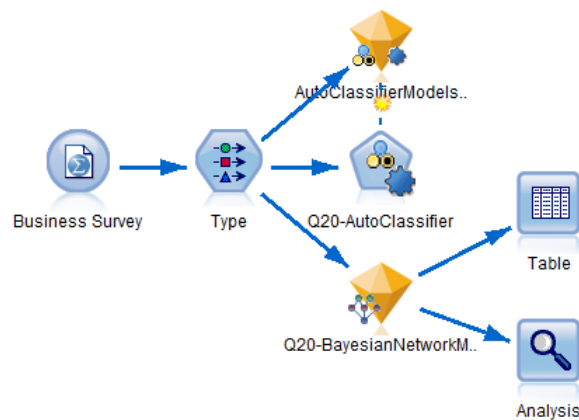 AutoClassifierModels..
Business Survey
Type
Q20-AutoClassifier
Table
Q20-BayesianNetworkM..
Analysis